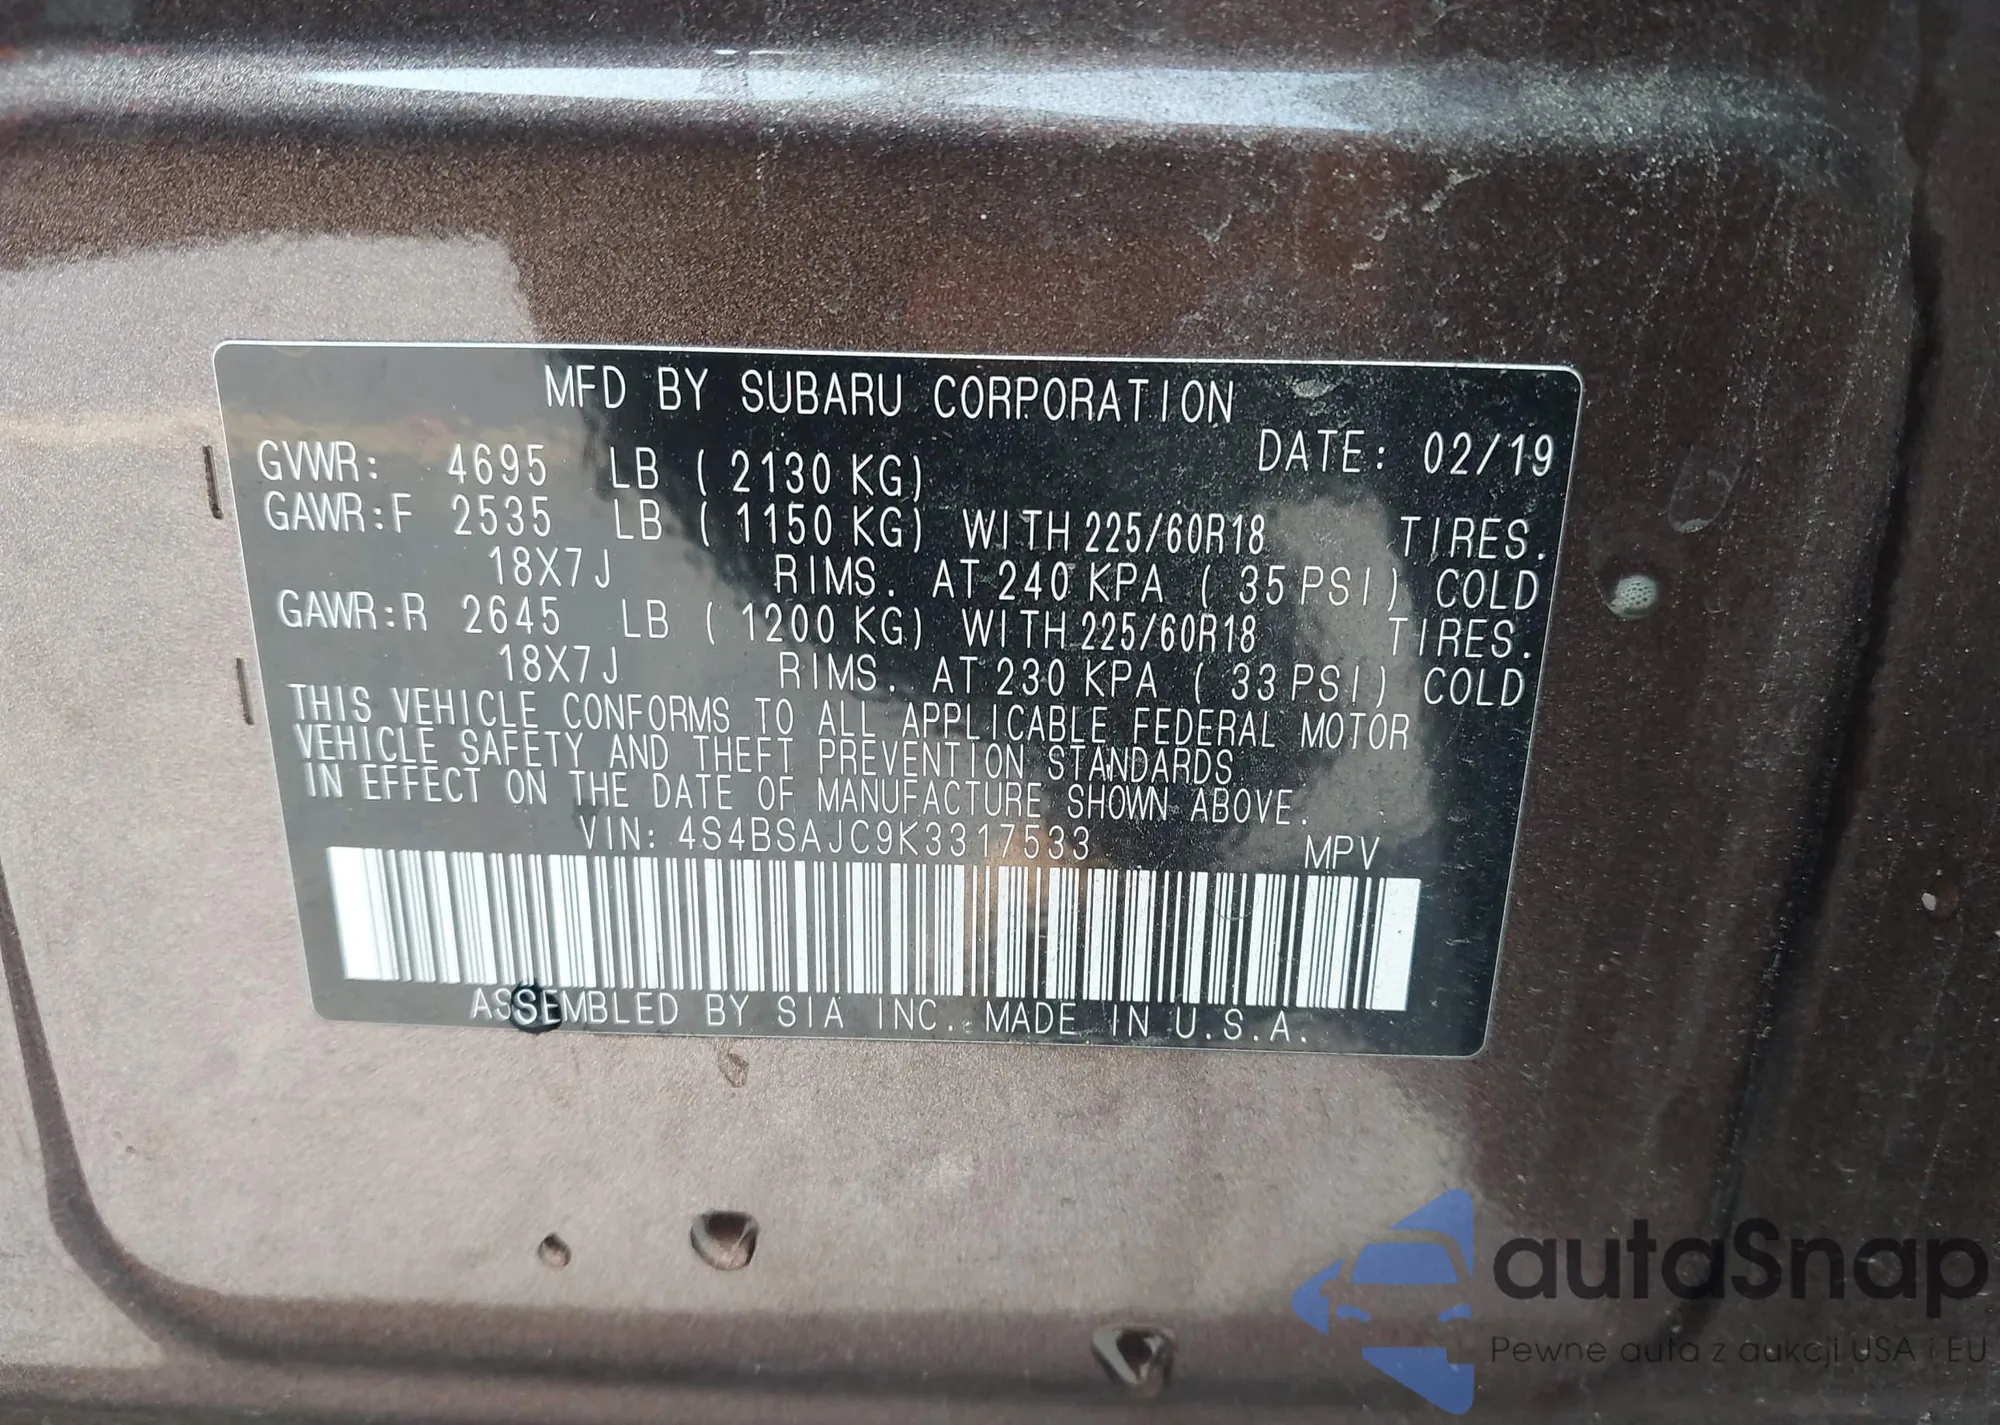 MFD BY SUBARU CORPORATION
DATE: 02/19
GVWR: 4695 LB ( 2130 KG)
GAWR:F 2535 LB ( 1150 KG) WITH 225/60R18 TIRES.
18X7J RIMS. AT 240 KPA ( 35 PSI) COLD
GAWR:R 2645 LB ( 1200 KG) WITH 225/60R18 TIRES.
18X7J RIMS. AT 230 KPA ( 33 PSI) COLD
THIS VEHICLE CONFORMS TO ALL APPLICABLE FEDERAL MOTOR
VEHICLE SAFETY AND THEFT PREVENTION STANDARDS
IN EFFECT ON THE DATE OF MANUFACTURE SHOWN ABOVE.
VIN: 4S4BSAJC9K3317533 MPV
ASSEMBLED BY SIA INC. MADE IN U.S.A.
autaSnap
Pewne auta z aukcji USA i EU